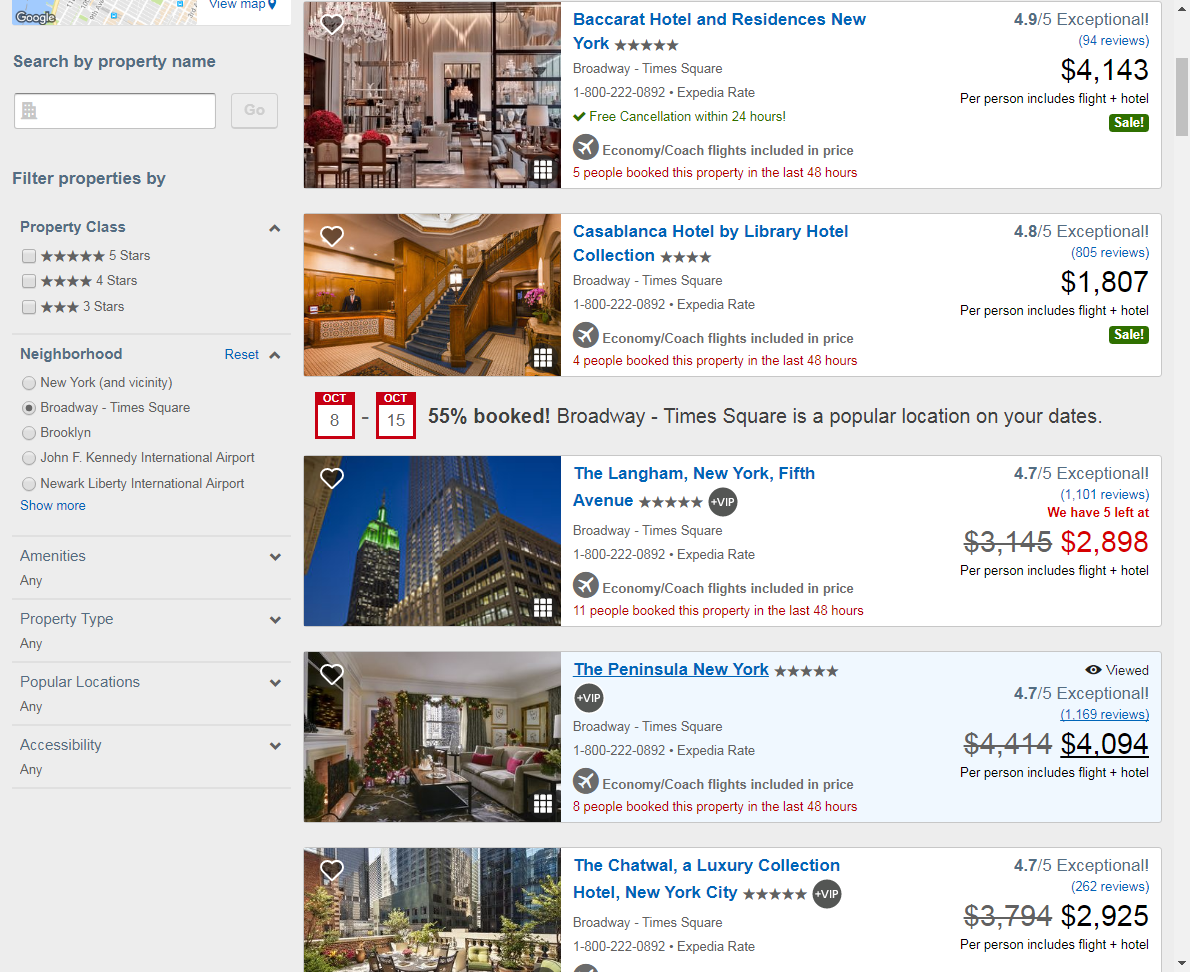 Google
View map
Search by property name
Go
Filter properties by
Property Class
★★★★★ 5 Stars
★★★★ 4 Stars
★★★ 3 Stars
Neighborhood Reset
New York (and vicinity)
Broadway - Times Square
Brooklyn
John F. Kennedy International Airport
Newark Liberty International Airport
Show more
Amenities
Any
Property Type
Any
Popular Locations
Any
Accessibility
Any
Baccarat Hotel and Residences New
York ★★★★★
Broadway - Times Square
1-800-222-0892 • Expedia Rate
Free Cancellation within 24 hours!
Economy/Coach flights included in price
5 people booked this property in the last 48 hours
4.9/5 Exceptional!
(94 reviews)
$4,143
Per person includes flight + hotel
Sale!
Casablanca Hotel by Library Hotel
Collection ★★★★
Broadway - Times Square
1-800-222-0892 • Expedia Rate
Economy/Coach flights included in price
4 people booked this property in the last 48 hours
4.8/5 Exceptional!
(805 reviews)
$1,807
Per person includes flight + hotel
Sale!
OCT OCT
8 - 15 55% booked! Broadway - Times Square is a popular location on your dates.
The Langham, New York, Fifth
Avenue ★★★★★ +VIP
Broadway - Times Square
1-800-222-0892 • Expedia Rate
Economy/Coach flights included in price
11 people booked this property in the last 48 hours
4.7/5 Exceptional!
(1,101 reviews)
We have 5 left at
$3,145 $2,898
Per person includes flight + hotel
The Peninsula New York ★★★★★
+VIP
Broadway - Times Square
1-800-222-0892 • Expedia Rate
Economy/Coach flights included in price
8 people booked this property in the last 48 hours
Viewed
4.7/5 Exceptional!
(1,169 reviews)
$4,414 $4,094
Per person includes flight + hotel
The Chatwal, a Luxury Collection
Hotel, New York City ★★★★★ +VIP
Broadway - Times Square
1-800-222-0892 • Expedia Rate
4.7/5 Exceptional!
(262 reviews)
$3,794 $2,925
Per person includes flight + hotel